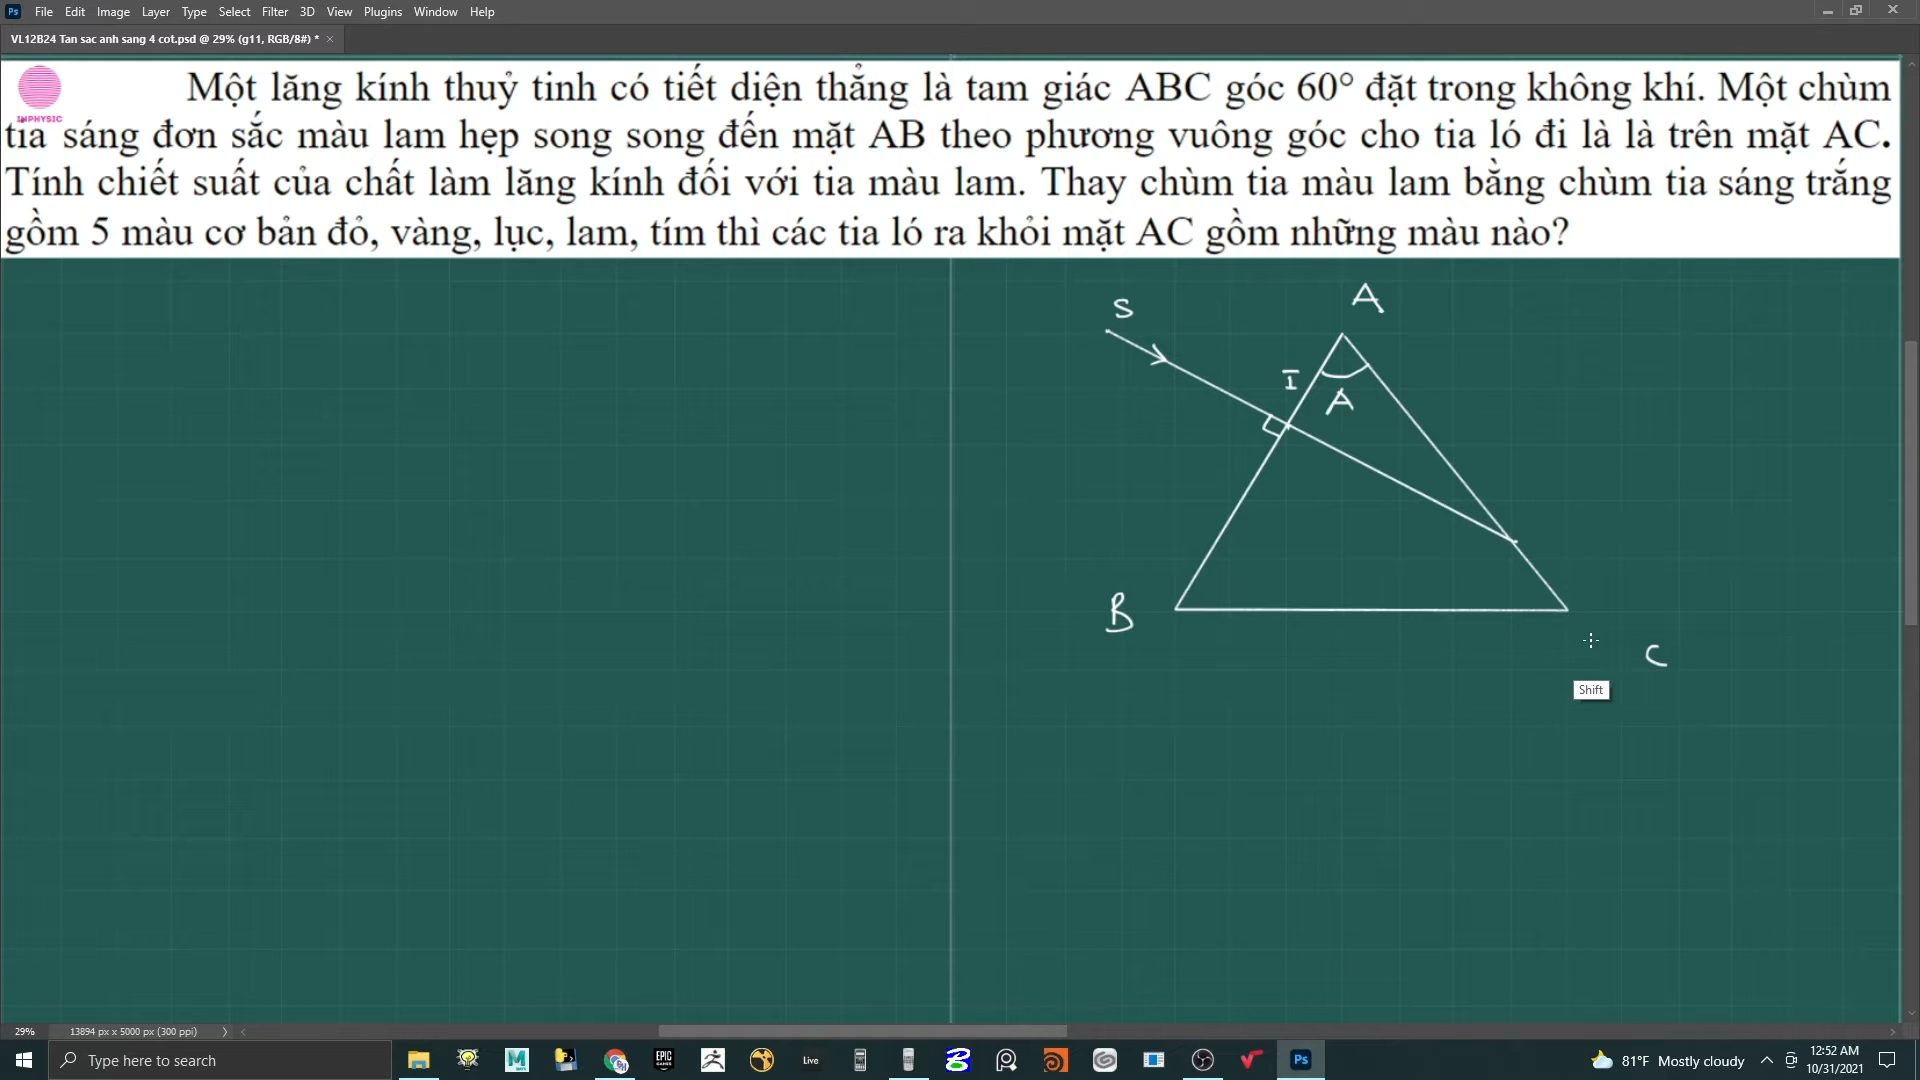 Ps File Edit Image Layer Type Select Filter 3D View Plugins Window Help
VL12B24 Tan sac anh sang 4 cot.psd @ 29% (g11, RGB/8#) * ×
IMPHYSIC
Một lăng kính thuỷ tinh có tiết diện thẳng là tam giác ABC góc 60° đặt trong không khí. Một chùm
tia sáng đơn sắc màu lam hẹp song song đến mặt AB theo phương vuông góc cho tia ló đi là là trên mặt AC.
Tính chiết suất của chất làm lăng kính đối với tia màu lam. Thay chùm tia màu lam bằng chùm tia sáng trắng
gồm 5 màu cơ bản đỏ, vàng, lục, lam, tím thì các tia ló ra khỏi mặt AC gồm những màu nào?
A
S
I
A
B
C
Shift
29% 13894 px x 5000 px (300 ppi)
Type here to search
EPIC GAMES
Live
Ps
81°F Mostly cloudy
12:52 AM
10/31/2021